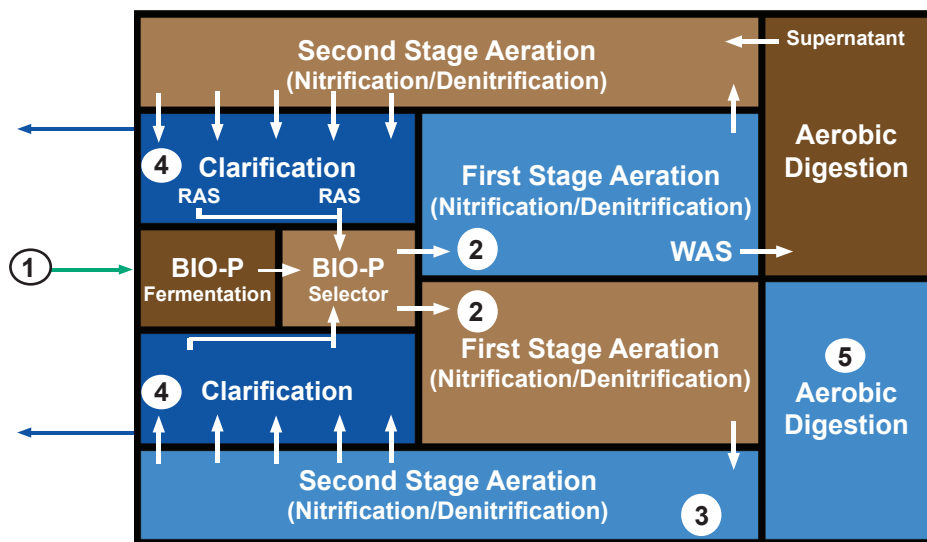 Second Stage Aeration
(Nitrification/Denitrification)
Supernatant
Aerobic
Digestion
4
Clarification
RAS
RAS
First Stage Aeration
(Nitrification/Denitrification)
WAS
1
BIO-P
Fermentation
BIO-P
Selector
2
2
First Stage Aeration
(Nitrification/Denitrification)
4
Clarification
5
Aerobic
Digestion
Second Stage Aeration
(Nitrification/Denitrification)
3